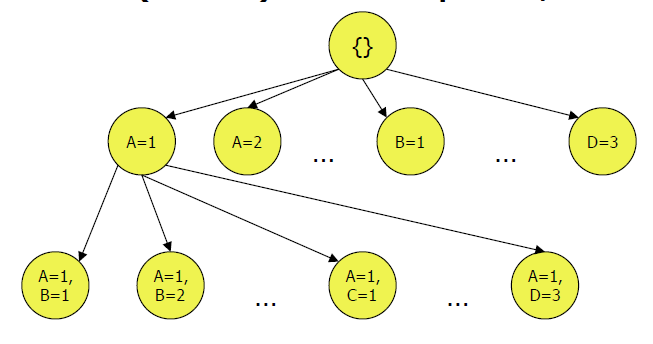 {}
A=1
A=2
...
B=1
...
D=3
A=1,
B=1
A=1,
B=2
...
A=1,
C=1
...
A=1,
D=3